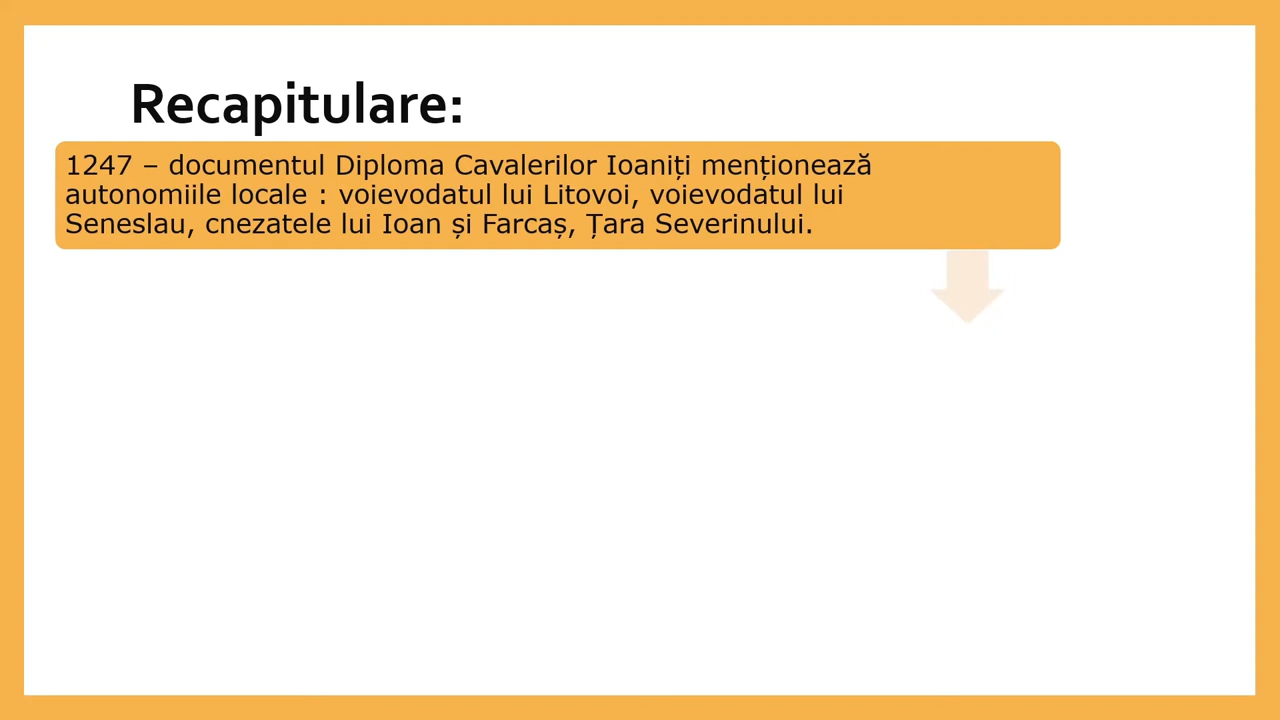 Recapitulare:
1247 – documentul Diploma Cavalerilor Ioaniți menționează
autonomiile locale : voievodatul lui Litovoi, voievodatul lui
Seneslau, cnezatele lui Ioan și Farcaș, Țara Severinului.